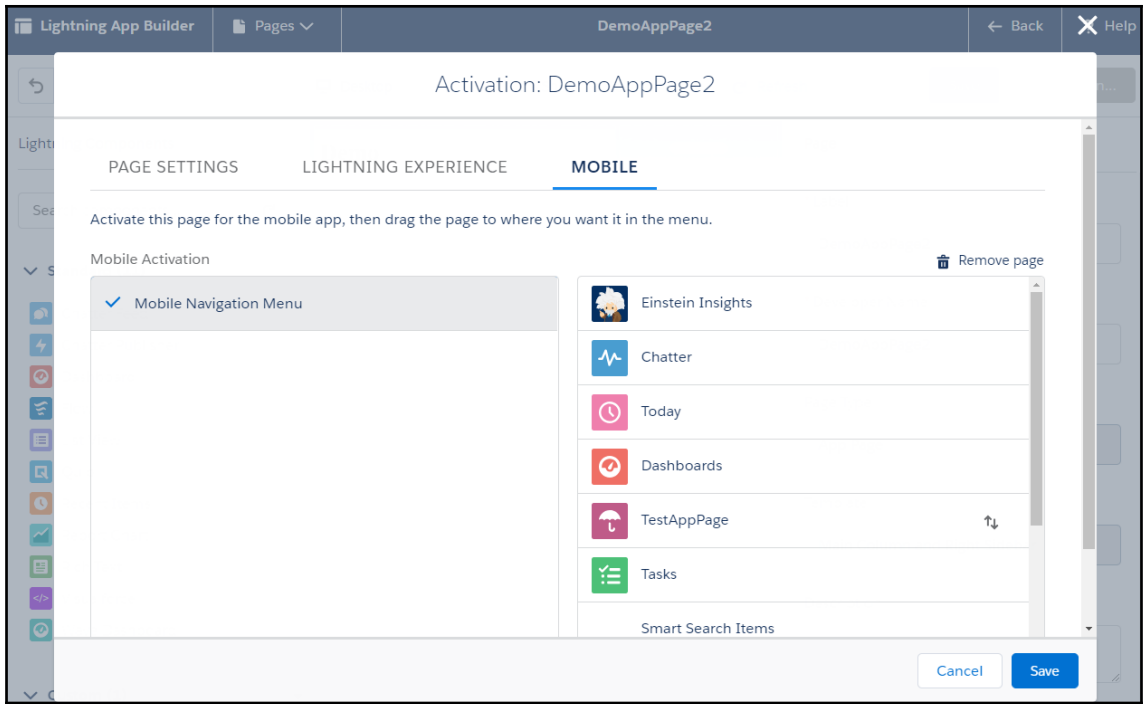 Lightning App Builder
Pages
DemoAppPage2
Back
Help
Activation: DemoAppPage2
n...
Light
PAGE SETTINGS
LIGHTNING EXPERIENCE
MOBILE
Sea
Activate this page for the mobile app, then drag the page to where you want it in the menu.
Mobile Activation
Remove page
S
Mobile Navigation Menu
Einstein Insights
Chatter
Today
Dashboards
TestAppPage
Tasks
Smart Search Items
Cancel
Save
C